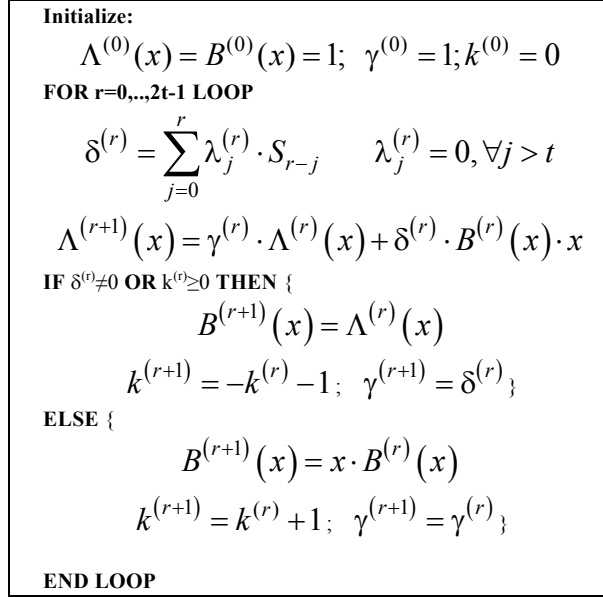 Initialize:
Λ⁽⁰⁾(x) = B⁽⁰⁾(x) = 1; γ⁽⁰⁾ = 1; k⁽⁰⁾ = 0
FOR r=0,..,2t-1 LOOP
δ⁽ʳ⁾ = ∑_{j=0}^{r} λ_j⁽ʳ⁾ · S_{r−j} λ_j⁽ʳ⁾ = 0, ∀j > t
Λ⁽ʳ⁺¹⁾(x) = γ⁽ʳ⁾ · Λ⁽ʳ⁾(x) + δ⁽ʳ⁾ · B⁽ʳ⁾(x) · x
IF δ⁽ʳ⁾≠0 OR k⁽ʳ⁾≥0 THEN {
B⁽ʳ⁺¹⁾(x) = Λ⁽ʳ⁾(x)
k⁽ʳ⁺¹⁾ = −k⁽ʳ⁾ − 1 ; γ⁽ʳ⁺¹⁾ = δ⁽ʳ⁾ }
ELSE {
B⁽ʳ⁺¹⁾(x) = x · B⁽ʳ⁾(x)
k⁽ʳ⁺¹⁾ = k⁽ʳ⁾ + 1 ; γ⁽ʳ⁺¹⁾ = γ⁽ʳ⁾ }
END LOOP